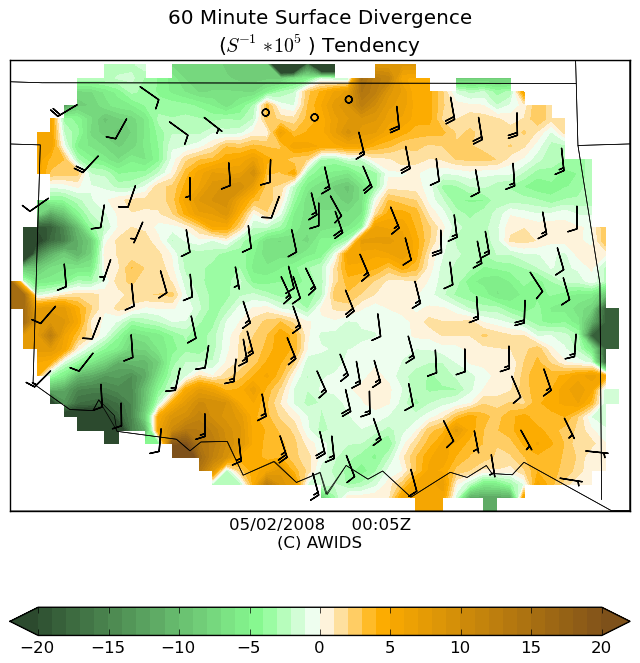 60 Minute Surface Divergence
(S⁻¹ *10⁵ ) Tendency
05/02/2008 00:05Z
(C) AWIDS
−20 −15 −10 −5 0 5 10 15 20